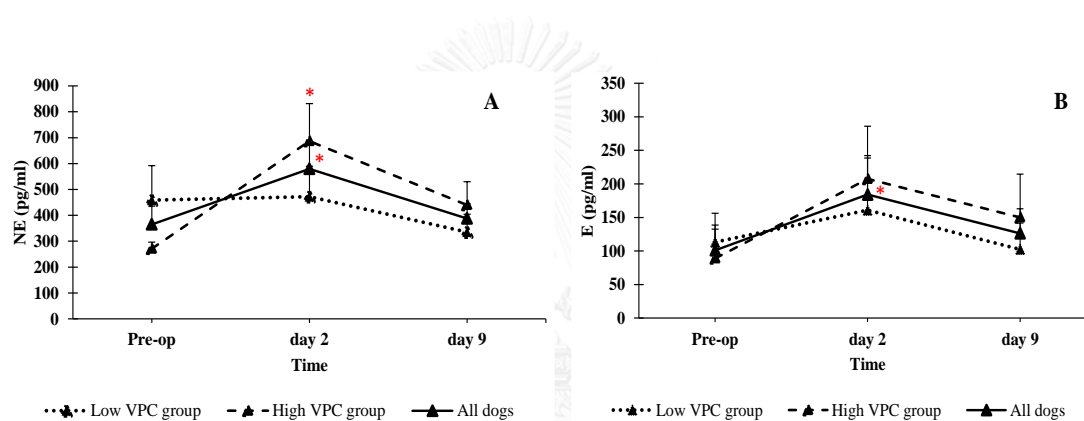 A
NE (pg/ml)
900
800
700
600
500
400
300
200
100
0
*
*
Pre-op day 2 day 9
Time
Low VPC group High VPC group All dogs
B
E (pg/ml)
350
300
250
200
150
100
50
0
*
Pre-op day 2 day 9
Time
Low VPC group High VPC group All dogs